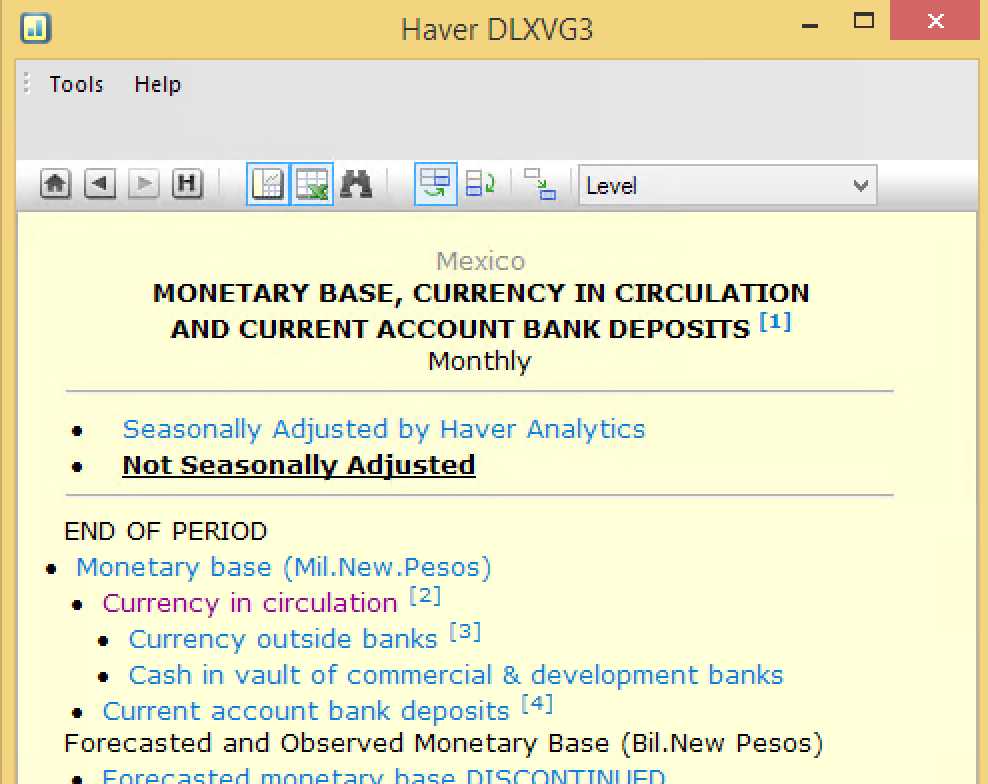 Haver DLXVG3
Tools Help
H
Level
Mexico
MONETARY BASE, CURRENCY IN CIRCULATION
AND CURRENT ACCOUNT BANK DEPOSITS [1]
Monthly
• Seasonally Adjusted by Haver Analytics
• Not Seasonally Adjusted
END OF PERIOD
• Monetary base (Mil.New.Pesos)
• Currency in circulation [2]
• Currency outside banks [3]
• Cash in vault of commercial & development banks
• Current account bank deposits [4]
Forecasted and Observed Monetary Base (Bil.New Pesos)
• Forecasted monetary base DISCONTINUED